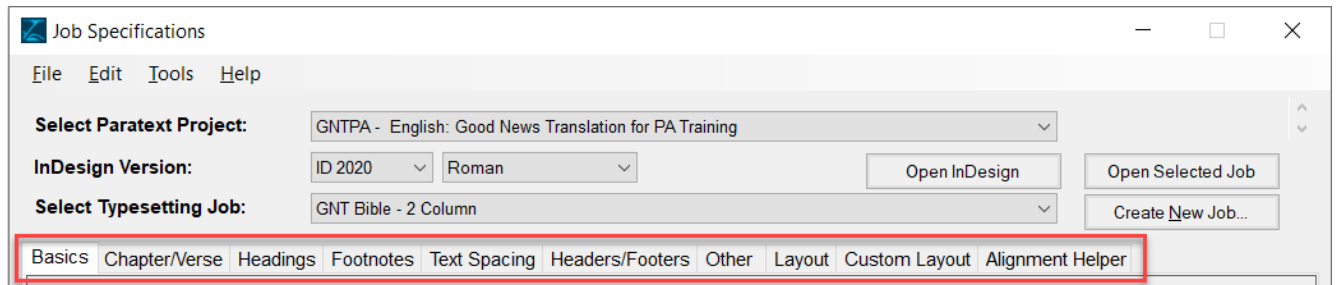 Job Specifications
File Edit Tools Help
Select Paratext Project: GNTPA - English: Good News Translation for PA Training
InDesign Version: ID 2020 Roman Open InDesign Open Selected Job
Select Typesetting Job: GNT Bible - 2 Column Create New Job...
Basics Chapter/Verse Headings Footnotes Text Spacing Headers/Footers Other Layout Custom Layout Alignment Helper